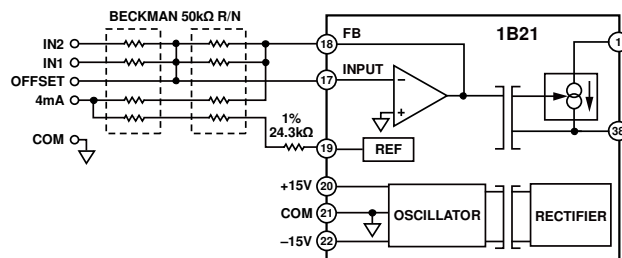 BECKMAN 50kΩ R/N
1B21
IN2
18
FB
1
IN1
INPUT
OFFSET
17
−
4mA
+
1%
24.3kΩ
38
COM
19
REF
+15V
20
COM
21
OSCILLATOR
RECTIFIER
−15V
22